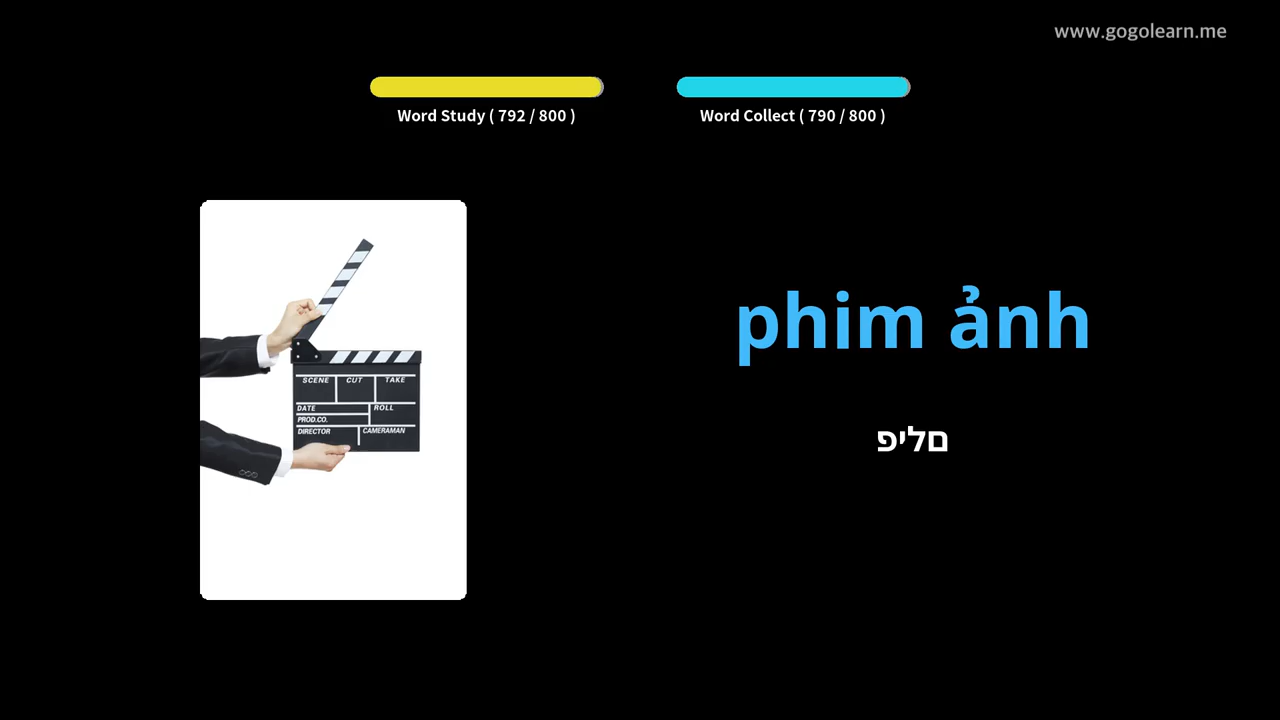 www.gogolearn.me
Word Study ( 792 / 800 )
Word Collect ( 790 / 800 )
SCENE CUT TAKE
DATE ROLL
PROD.CO.
DIRECTOR CAMERAMAN
phim ảnh
םליפ